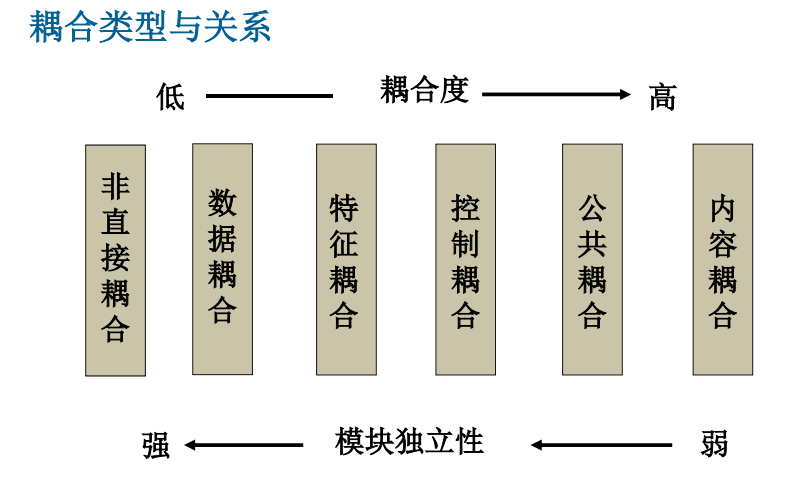 耦合类型与关系
低 耦合度 高
非直接耦合
数据耦合
特征耦合
控制耦合
公共耦合
内容耦合
强 模块独立性 弱